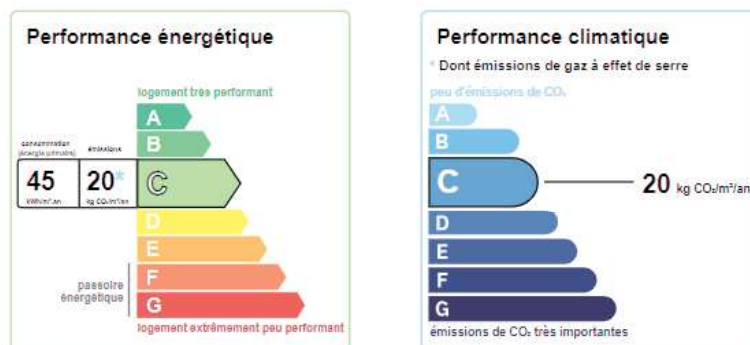 Performance énergétique
logement très performant
A
B
consommation
(énergie primaire)
émissions
45
kWh/m².an
20*
kg CO₂/m²/an
C
D
E
F
G
passoire
énergétique
logement extrêmement peu performant
Performance climatique
* Dont émissions de gaz à effet de serre
peu d'émissions de CO₂
A
B
C
20 kg CO₂/m²/an
D
E
F
G
émissions de CO₂ très importantes